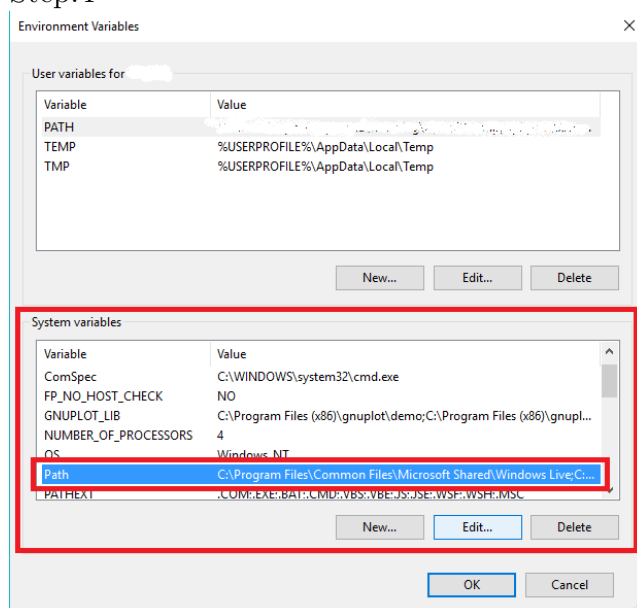 Environment Variables
User variables for
Variable Value
PATH
TEMP %USERPROFILE%\AppData\Local\Temp
TMP %USERPROFILE%\AppData\Local\Temp
New... Edit... Delete
System variables
Variable Value
ComSpec C:\WINDOWS\system32\cmd.exe
FP_NO_HOST_CHECK NO
GNUPLOT_LIB C:\Program Files (x86)\gnuplot\demo;C:\Program Files (x86)\gnupl...
NUMBER_OF_PROCESSORS 4
OS Windows_NT
Path C:\Program Files\Common Files\Microsoft Shared\Windows Live;C:...
PATHEXT .COM;.EXE;.BAT;.CMD;.VBS;.VBE;.JS;.JSE;.WSF;.WSH;.MSC
New... Edit... Delete
OK Cancel